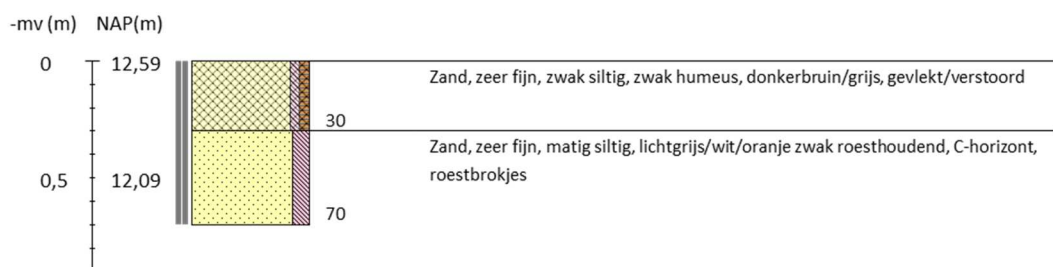 -mv (m) NAP(m)
0 12,59
Zand, zeer fijn, zwak siltig, zwak humeus, donkerbruin/grijs, gevlekt/verstoord
30
Zand, zeer fijn, matig siltig, lichtgrijs/wit/oranje zwak roesthoudend, C-horizont,
roestbrokjes
0,5 12,09
70